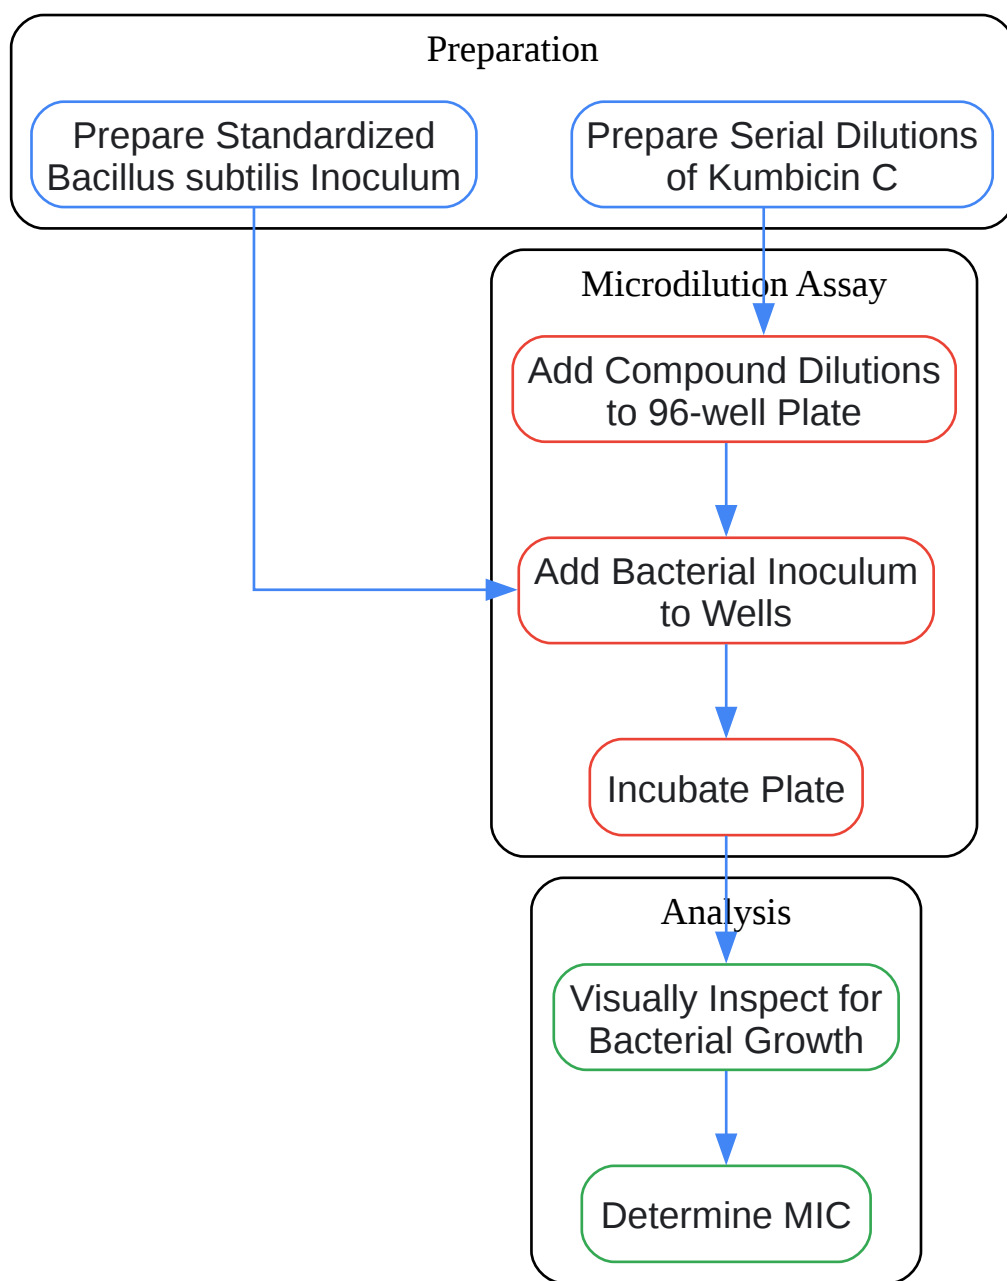 Preparation
Prepare Standardized
Bacillus subtilis Inoculum
Prepare Serial Dilutions
of Kumbicin C
Microdilution Assay
Add Compound Dilutions
to 96-well Plate
Add Bacterial Inoculum
to Wells
Incubate Plate
Analysis
Visually Inspect for
Bacterial Growth
Determine MIC